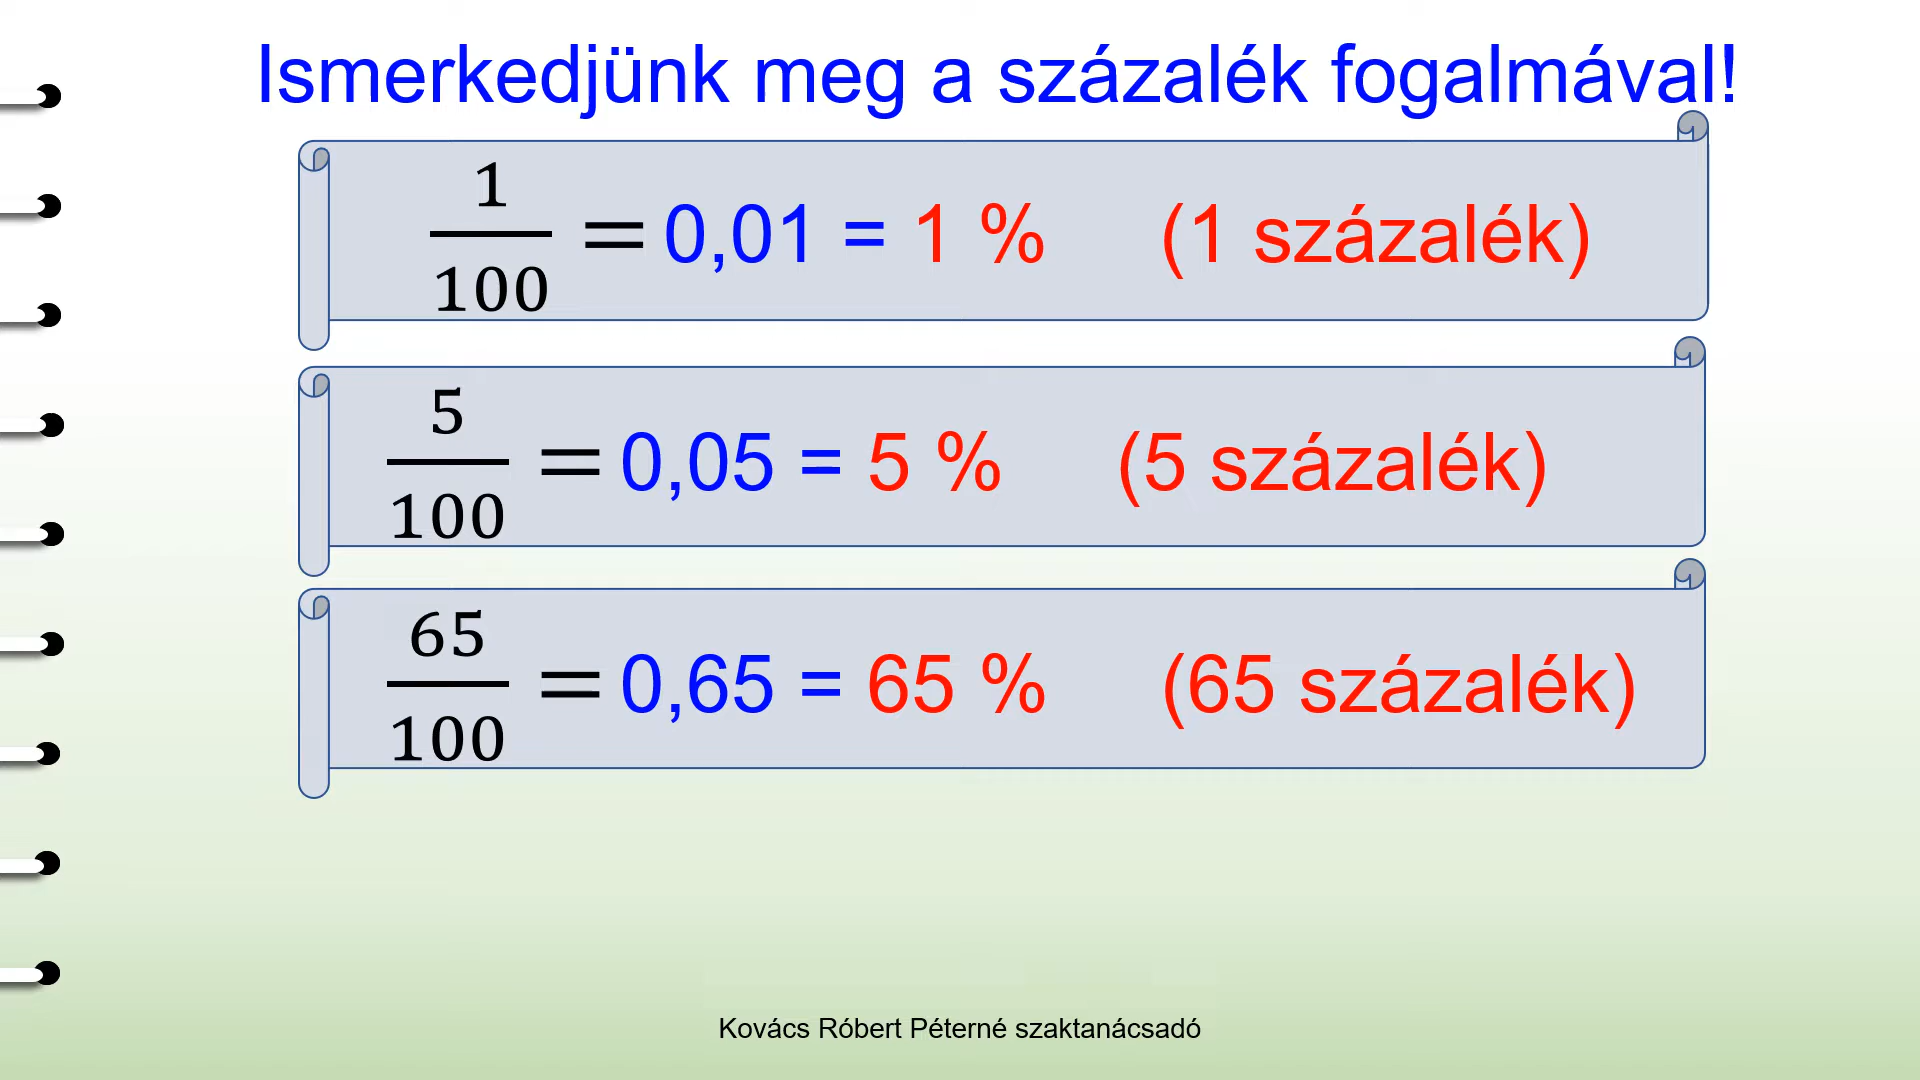 Ismerkedjünk meg a százalék fogalmával!
1/100 = 0,01 = 1 % (1 százalék)
5/100 = 0,05 = 5 % (5 százalék)
65/100 = 0,65 = 65 % (65 százalék)
Kovács Róbert Péterné szaktanácsadó